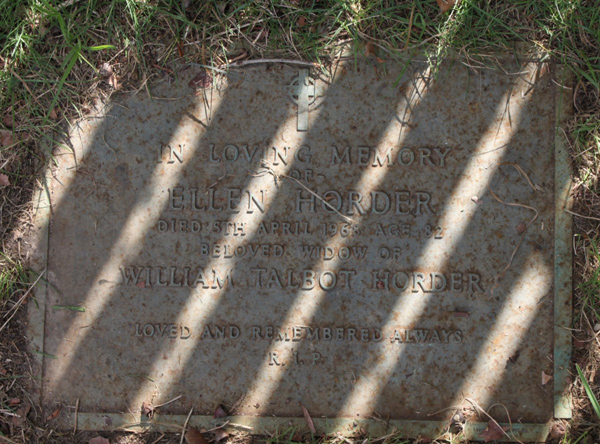 IN LOVING MEMORY
OF
ELLEN HORDER
DIED 5TH APRIL 1968 AGE 82
BELOVED WIDOW OF
WILLIAM TALBOT HORDER
LOVED AND REMEMBERED ALWAYS
R.I.P.